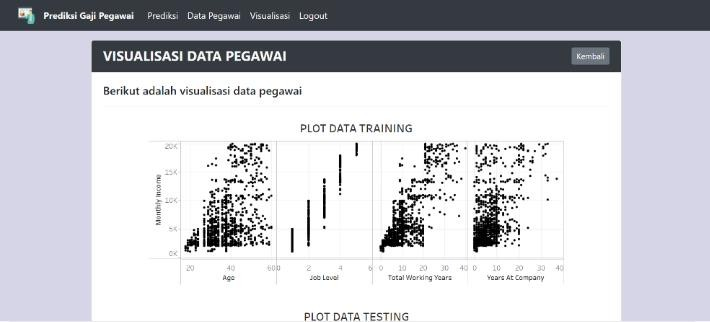 Prediksi Gaji Pegawai Prediksi Data Pegawai Visualisasi Logout
VISUALISASI DATA PEGAWAI Kembali
Berikut adalah visualisasi data pegawai
PLOT DATA TRAINING
20K
15K
10K
5K
0K
Monthly Income
20 40 60 0 2 4 6 0 10 20 30 40 0 10 20 30 40
Age Job Level Total Working Years Years At Company
PLOT DATA TESTING